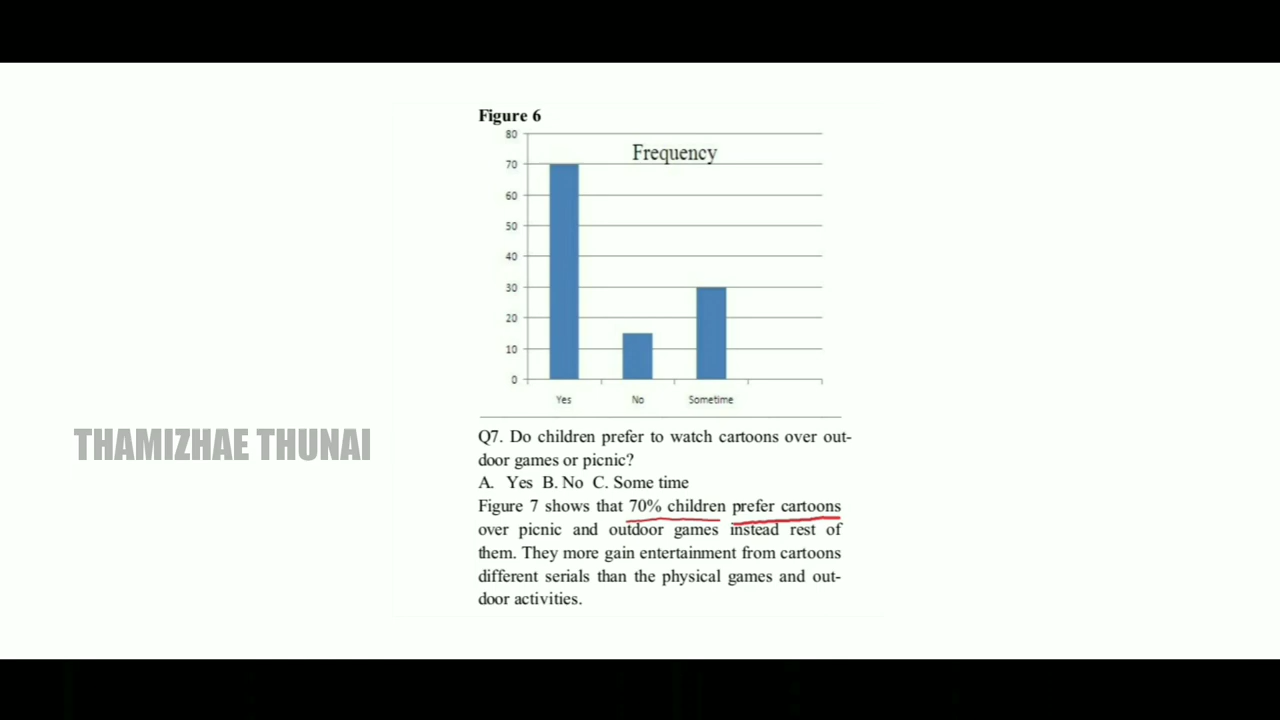 Figure 6
Frequency
80
70
60
50
40
30
20
10
0
Yes No Sometime
THAMIZHAE THUNAI
Q7. Do children prefer to watch cartoons over out-
door games or picnic?
A. Yes B. No C. Some time
Figure 7 shows that 70% children prefer cartoons
over picnic and outdoor games instead rest of
them. They more gain entertainment from cartoons
different serials than the physical games and out-
door activities.